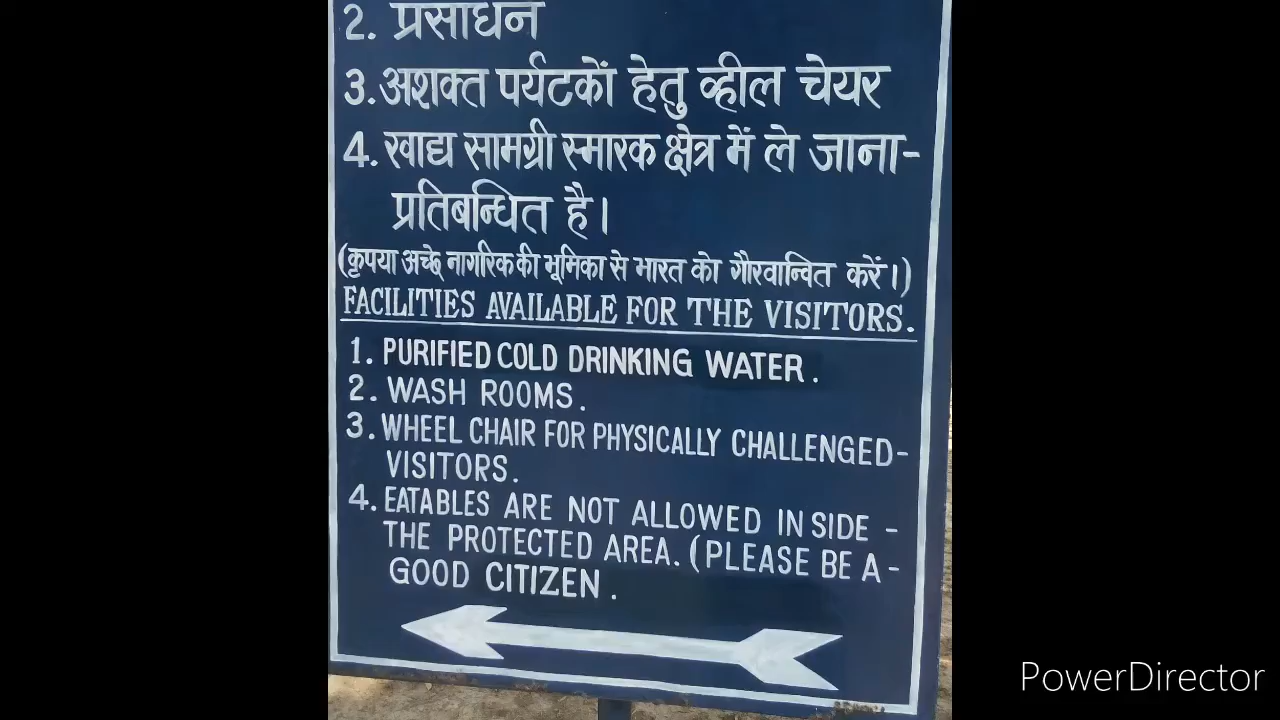 2. प्रसाधन
3. अशक्त पर्यटकों हेतु व्हील चेयर
4. खाद्य सामग्री स्मारक क्षेत्र में ले जाना-
प्रतिबन्धित है।
(कृपया अच्छे नागरिक की भूमिका से भारत को गौरवान्वित करें।)
FACILITIES AVAILABLE FOR THE VISITORS.
1. PURIFIED COLD DRINKING WATER.
2. WASH ROOMS.
3. WHEEL CHAIR FOR PHYSICALLY CHALLENGED-
VISITORS.
4. EATABLES ARE NOT ALLOWED IN SIDE -
THE PROTECTED AREA. (PLEASE BE A -
GOOD CITIZEN.
PowerDirector